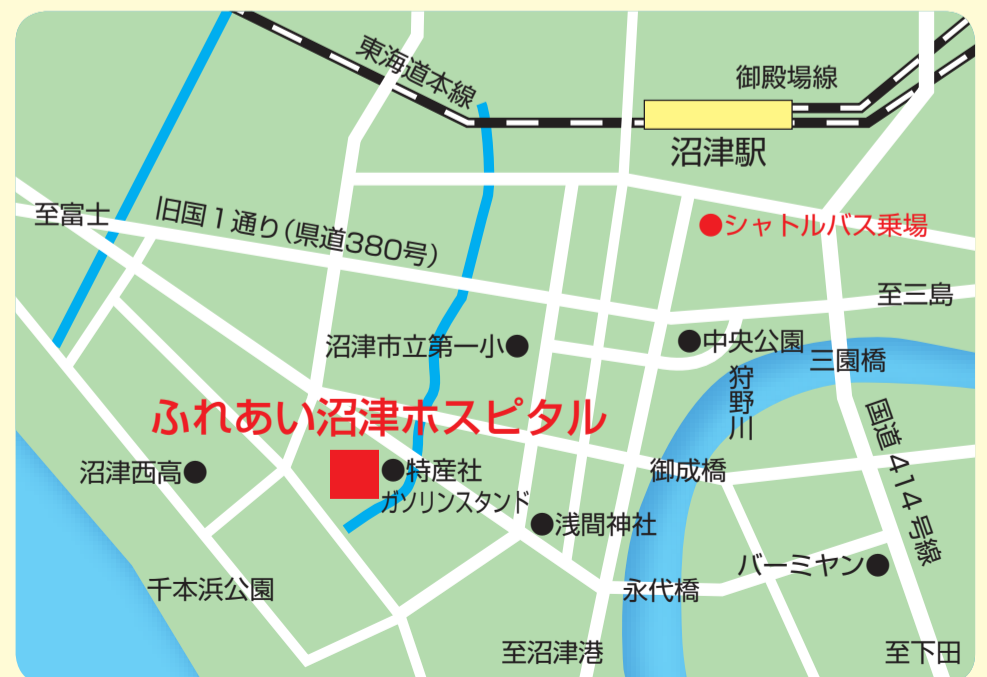 東海道本線
御殿場線
沼津駅
至富士
旧国1通り(県道380号)
シャトルバス乗場
至三島
沼津市立第一小
中央公園
三園橋
狩野川
ふれあい沼津ホスピタル
国道414号線
沼津西高
特産社
ガソリンスタンド
御成橋
浅間神社
バーミヤン
千本浜公園
永代橋
至沼津港
至下田